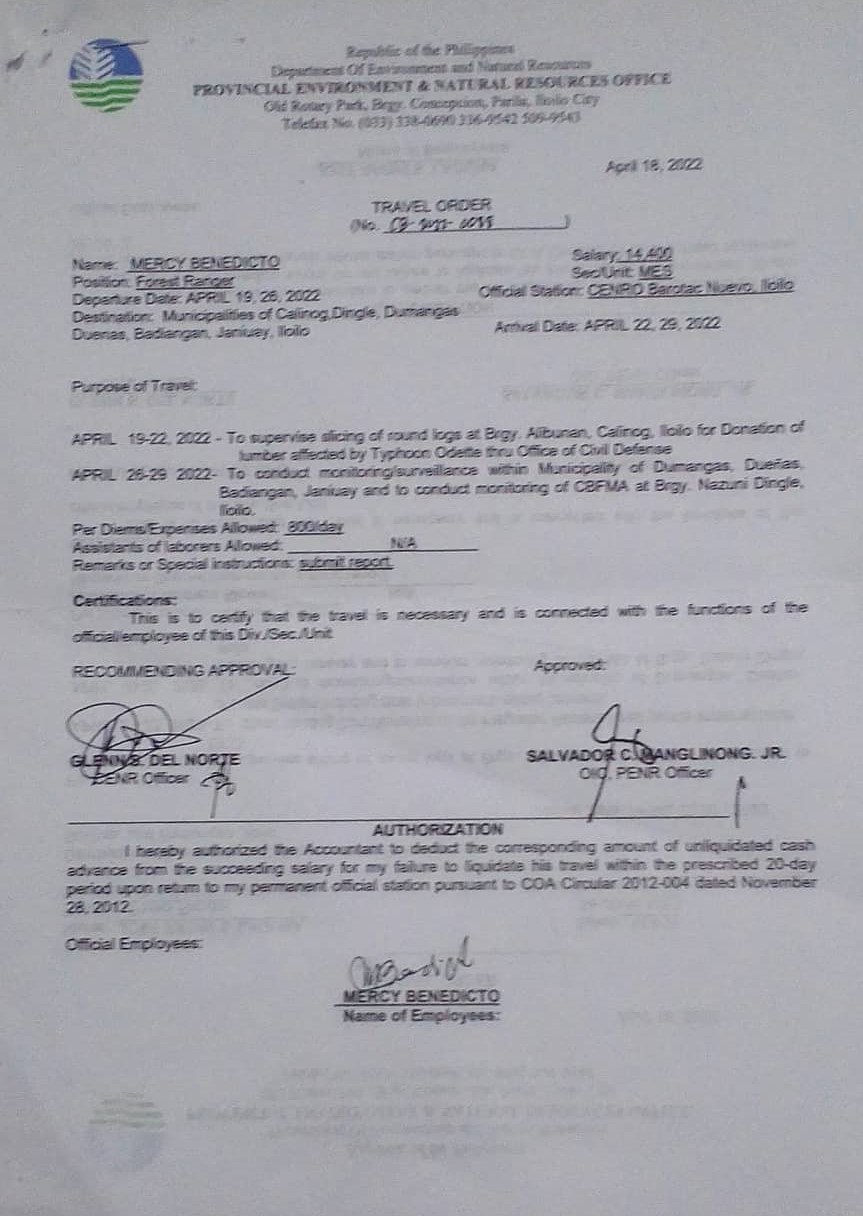 Republic of the Philippines
Department Of Environment and Natural Resources
PROVINCIAL ENVIRONMENT & NATURAL RESOURCES OFFICE
Old Rotary Park, Brgy. Concepcion, Iloilo City
Telefax No. (033) 338-0690 336-9542 509-9543
April 18, 2022
TRAVEL ORDER
(No. )
Name: MERCY BENEDICTO Salary: 14,400
Position: Forest Ranger Sec/Unit: MES
Departure Date: APRIL 19, 26, 2022 Official Station: CENRO Barotac Nuevo, Iloilo
Destination: Municipalities of Calinog,Dingle, Dumangas
Duenas, Badiangan, Janiuay, Iloilo Arrival Date: APRIL 22, 29, 2022
Purpose of Travel:
APRIL 19-22, 2022 - To supervise slicing of round logs at Brgy. Alibunan, Calinog, Iloilo for Donation of
lumber affected by Typhoon Odette thru Office of Civil Defense
APRIL 26-29 2022- To conduct monitoring/surveillance within Municipality of Dumangas, Dueñas,
Badiangan, Janiuay and to conduct monitoring of CBFMA at Brgy. Nazuni Dingle,
Iloilo.
Per Diems/Expenses Allowed: 800/day
Assistants of laborers Allowed: N/A
Remarks or Special Instructions: submit report.
Certifications:
This is to certify that the travel is necessary and is connected with the functions of the
official/employee of this Div./Sec./Unit
RECOMMENDING APPROVAL: Approved:
GLENN S. DEL NORTE SALVADOR C. MANGLINONG. JR.
PENR Officer OIC, PENR Officer
AUTHORIZATION
I hereby authorized the Accountant to deduct the corresponding amount of unliquidated cash
advance from the succeeding salary for my failure to liquidate his travel within the prescribed 20-day
period upon return to my permanent official station pursuant to COA Circular 2012-004 dated November
28, 2012.
Official Employees:
MERCY BENEDICTO
Name of Employees: